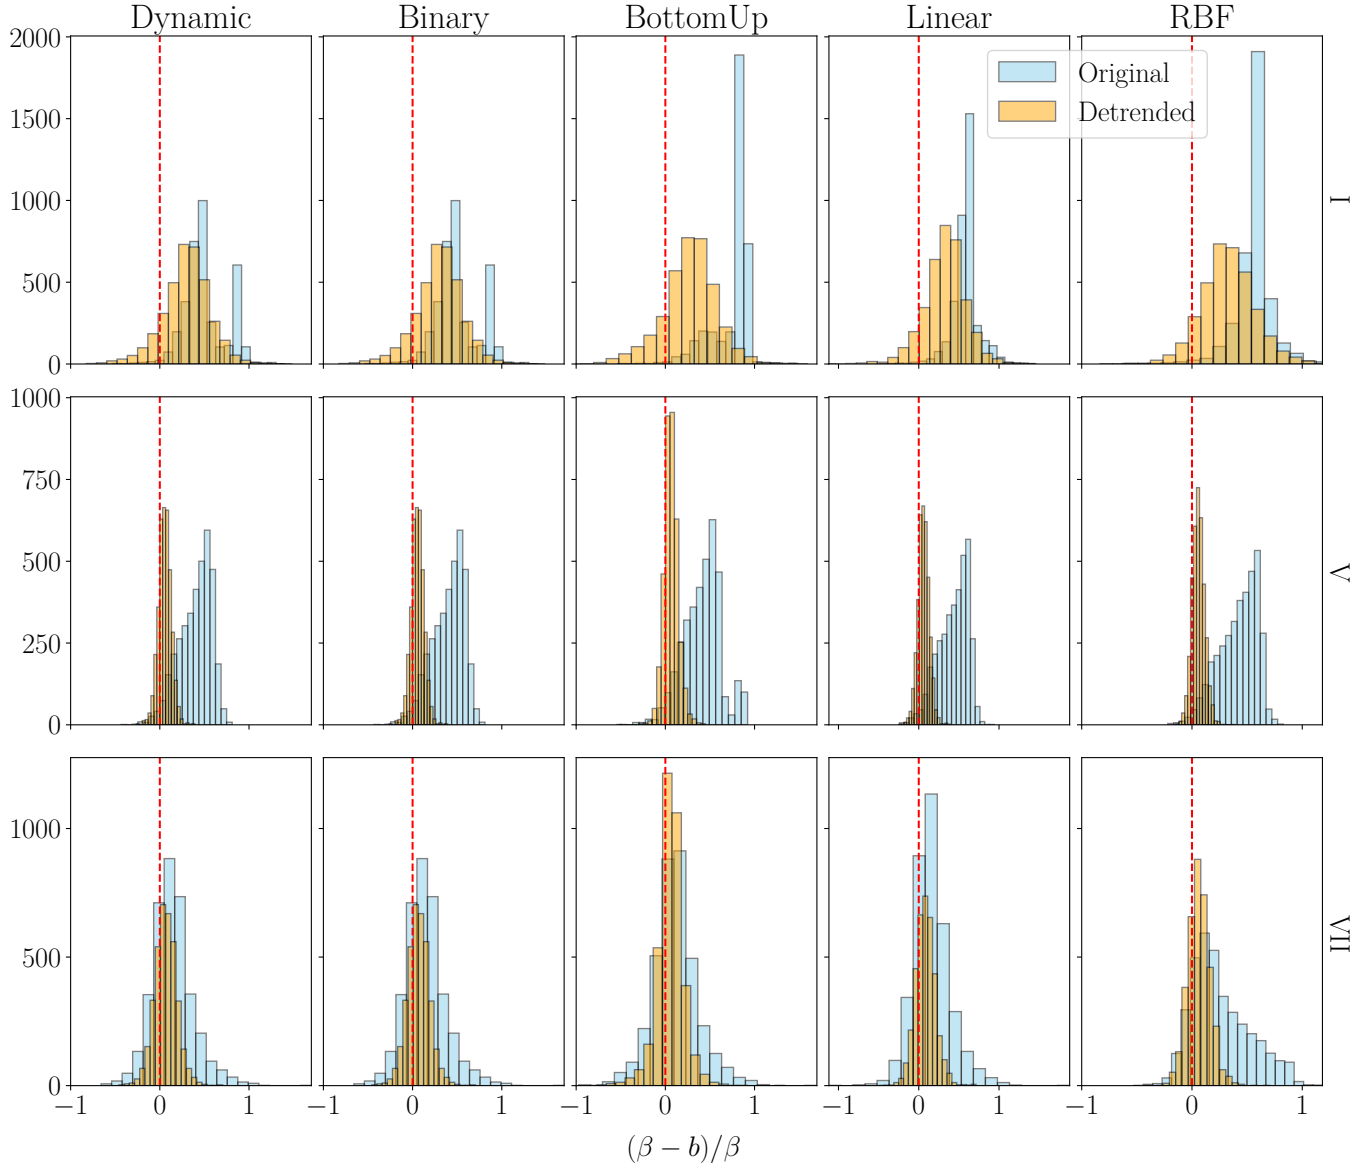 Dynamic Binary BottomUp Linear RBF
Original
Detrended
2000
1500
1000
500
0
I
1000
750
500
250
0
V
1000
500
0
VII
−1 0 1 −1 0 1 −1 0 1 −1 0 1 −1 0 1
(β − b)/β